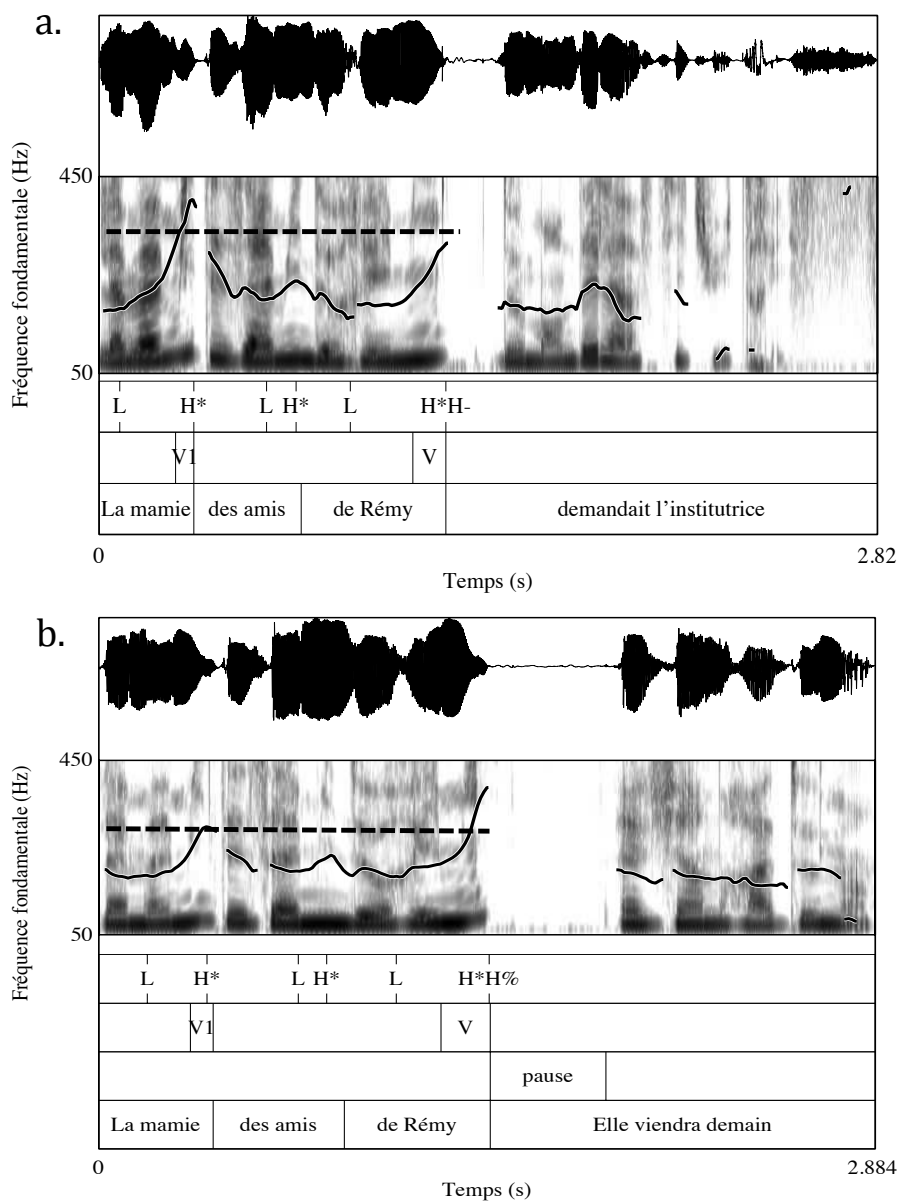 a.
Fréquence fondamentale (Hz)
450
50
L H* L H* L H*H-
V1 V
La mamie des amis de Rémy demandait l’institutrice
0 2.82
Temps (s)
b.
Fréquence fondamentale (Hz)
450
50
L H* L H* L H*H%
V1 V
pause
La mamie des amis de Rémy Elle viendra demain
0 2.884
Temps (s)